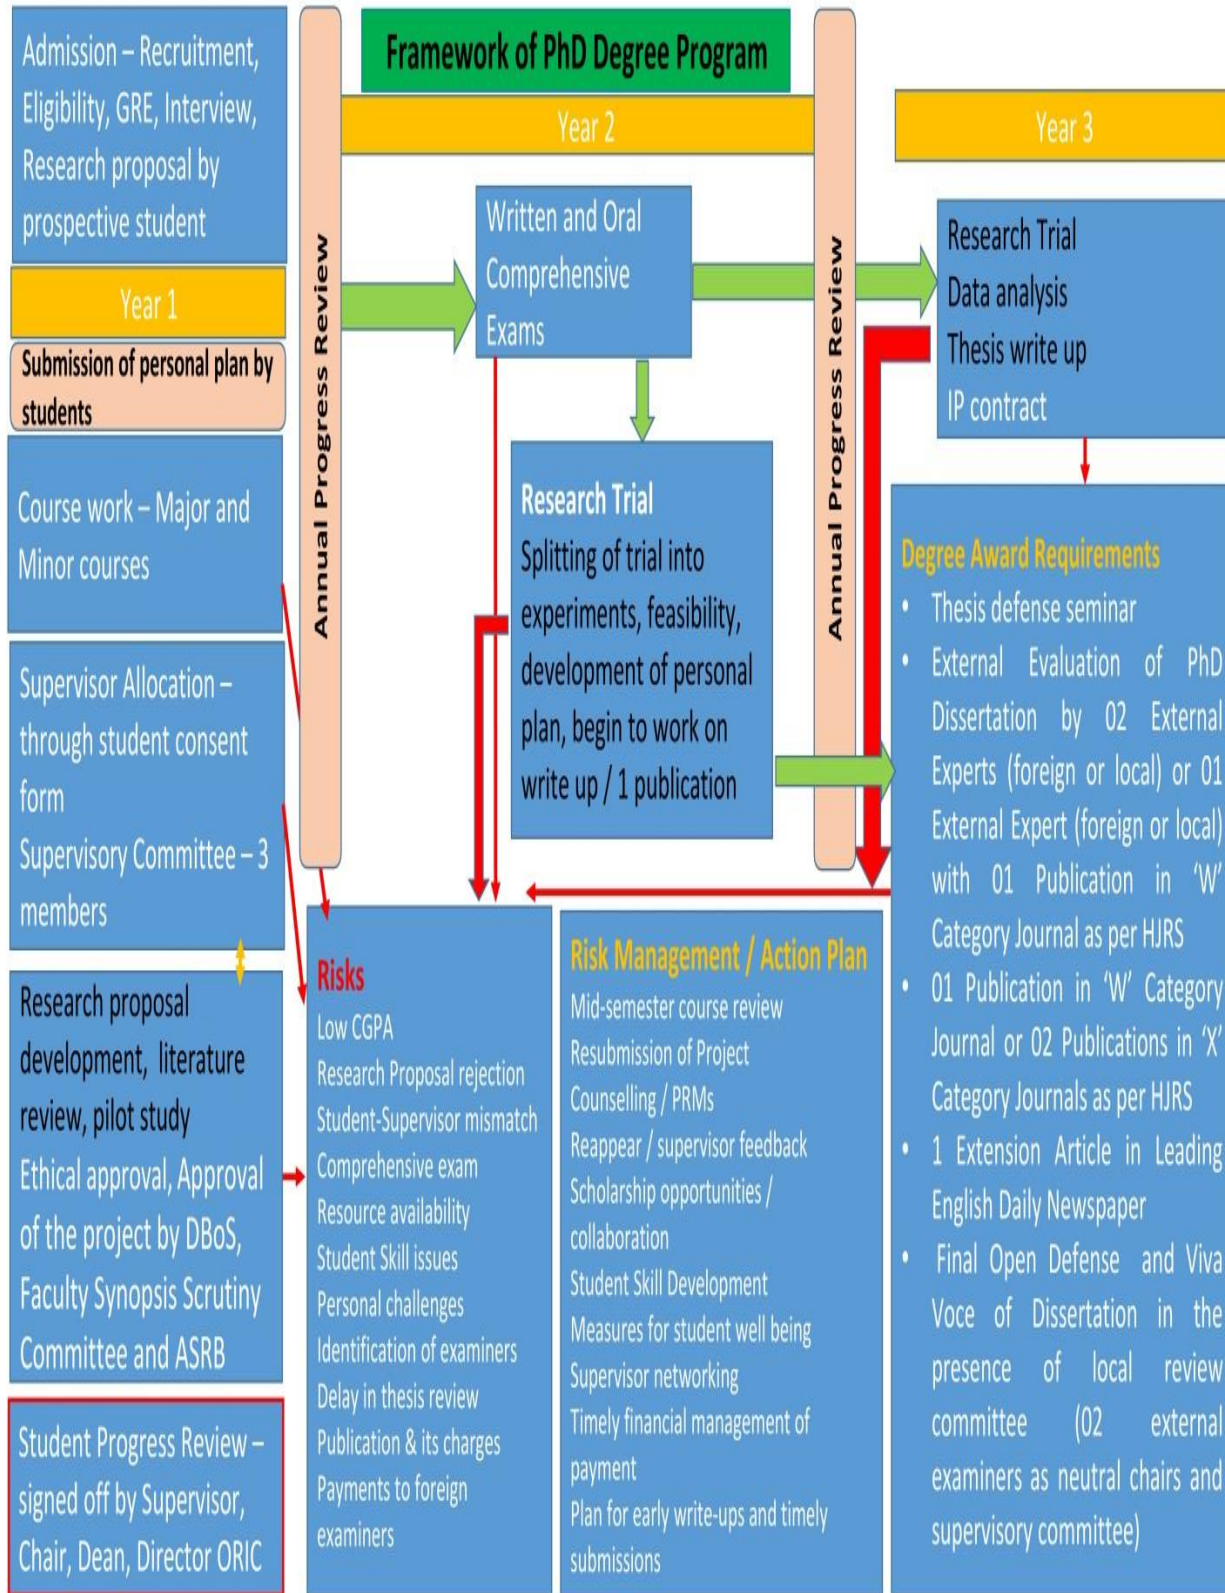 Framework of PhD Degree Program
Admission – Recruitment,
Eligibility, GRE, Interview,
Research proposal by
prospective student
Year 1
Submission of personal plan by
students
Course work – Major and
Minor courses
Supervisor Allocation –
through student consent
form
Supervisory Committee – 3
members
Research proposal
development, literature
review, pilot study
Ethical approval, Approval
of the project by DBoS,
Faculty Synopsis Scrutiny
Committee and ASRB
Student Progress Review –
signed off by Supervisor,
Chair, Dean, Director ORIC
Annual Progress Review
Year 2
Written and Oral
Comprehensive
Exams
Research Trial
Splitting of trial into
experiments, feasibility,
development of personal
plan, begin to work on
write up / 1 publication
Annual Progress Review
Year 3
Research Trial
Data analysis
Thesis write up
IP contract
Degree Award Requirements
• Thesis defense seminar
• External Evaluation of PhD
Dissertation by 02 External
Experts (foreign or local) or 01
External Expert (foreign or local)
with 01 Publication in ‘W’
Category Journal as per HJRS
• 01 Publication in ‘W’ Category
Journal or 02 Publications in ‘X’
Category Journals as per HJRS
• 1 Extension Article in Leading
English Daily Newspaper
• Final Open Defense and Viva
Voce of Dissertation in the
presence of local review
committee (02 external
examiners as neutral chairs and
supervisory committee)
Risks
Low CGPA
Research Proposal rejection
Student-Supervisor mismatch
Comprehensive exam
Resource availability
Student Skill issues
Personal challenges
Identification of examiners
Delay in thesis review
Publication & its charges
Payments to foreign
examiners
Risk Management / Action Plan
Mid-semester course review
Resubmission of Project
Counselling / PRMs
Reappear / supervisor feedback
Scholarship opportunities /
collaboration
Student Skill Development
Measures for student well being
Supervisor networking
Timely financial management of
payment
Plan for early write-ups and timely
submissions